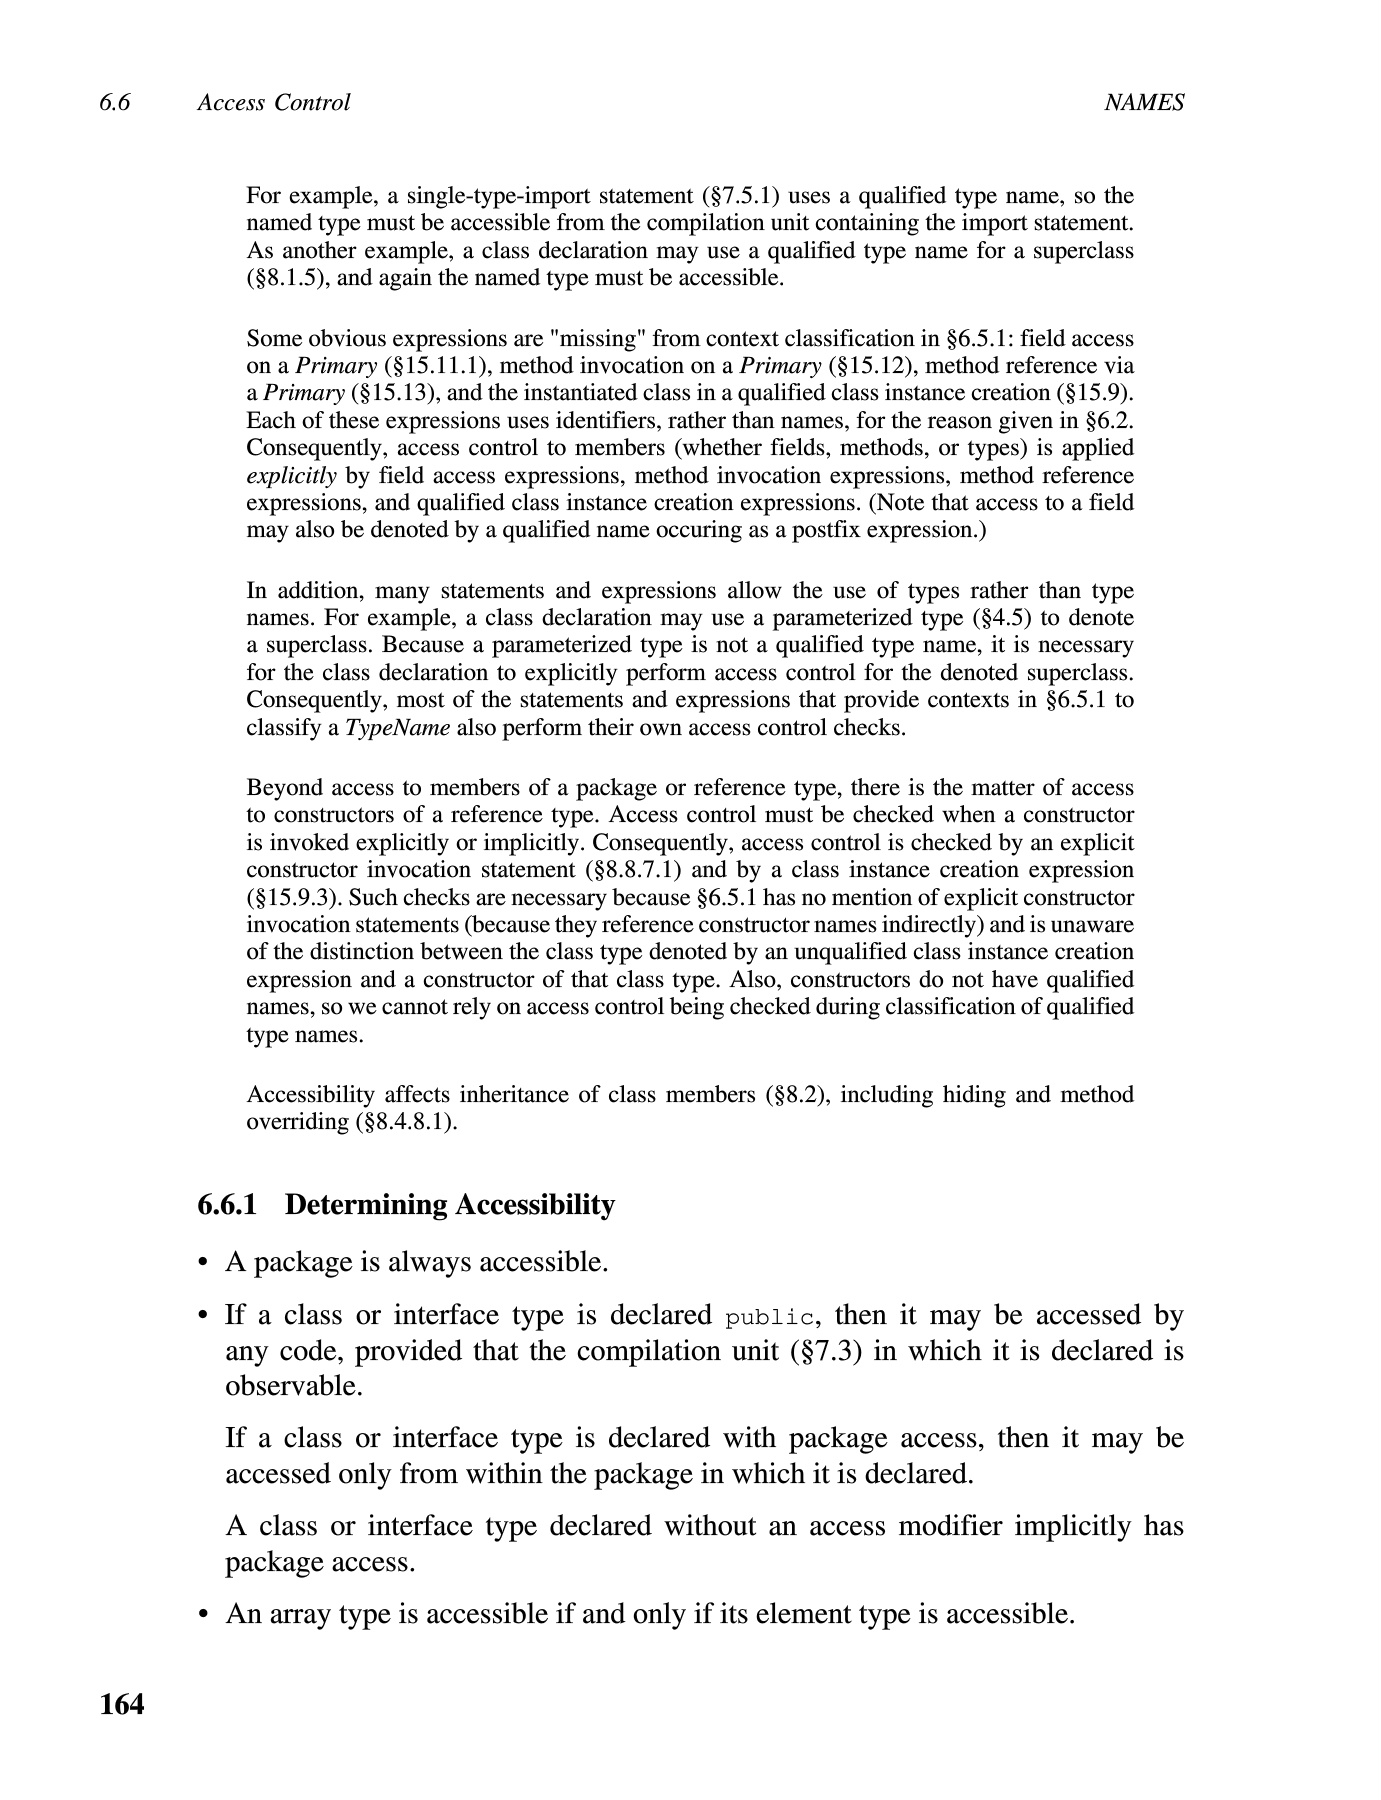 6.6 Access Control NAMES
For example, a single-type-import statement (§7.5.1) uses a qualified type name, so the
named type must be accessible from the compilation unit containing the import statement.
As another example, a class declaration may use a qualified type name for a superclass
(§8.1.5), and again the named type must be accessible.
Some obvious expressions are "missing" from context classification in §6.5.1: field access
on a Primary (§15.11.1), method invocation on a Primary (§15.12), method reference via
a Primary (§15.13), and the instantiated class in a qualified class instance creation (§15.9).
Each of these expressions uses identifiers, rather than names, for the reason given in §6.2.
Consequently, access control to members (whether fields, methods, or types) is applied
explicitly by field access expressions, method invocation expressions, method reference
expressions, and qualified class instance creation expressions. (Note that access to a field
may also be denoted by a qualified name occuring as a postfix expression.)
In addition, many statements and expressions allow the use of types rather than type
names. For example, a class declaration may use a parameterized type (§4.5) to denote
a superclass. Because a parameterized type is not a qualified type name, it is necessary
for the class declaration to explicitly perform access control for the denoted superclass.
Consequently, most of the statements and expressions that provide contexts in §6.5.1 to
classify a TypeName also perform their own access control checks.
Beyond access to members of a package or reference type, there is the matter of access
to constructors of a reference type. Access control must be checked when a constructor
is invoked explicitly or implicitly. Consequently, access control is checked by an explicit
constructor invocation statement (§8.8.7.1) and by a class instance creation expression
(§15.9.3). Such checks are necessary because §6.5.1 has no mention of explicit constructor
invocation statements (because they reference constructor names indirectly) and is unaware
of the distinction between the class type denoted by an unqualified class instance creation
expression and a constructor of that class type. Also, constructors do not have qualified
names, so we cannot rely on access control being checked during classification of qualified
type names.
Accessibility affects inheritance of class members (§8.2), including hiding and method
overriding (§8.4.8.1).
6.6.1 Determining Accessibility
• A package is always accessible.
• If a class or interface type is declared public, then it may be accessed by
any code, provided that the compilation unit (§7.3) in which it is declared is
observable.
If a class or interface type is declared with package access, then it may be
accessed only from within the package in which it is declared.
A class or interface type declared without an access modifier implicitly has
package access.
• An array type is accessible if and only if its element type is accessible.
164